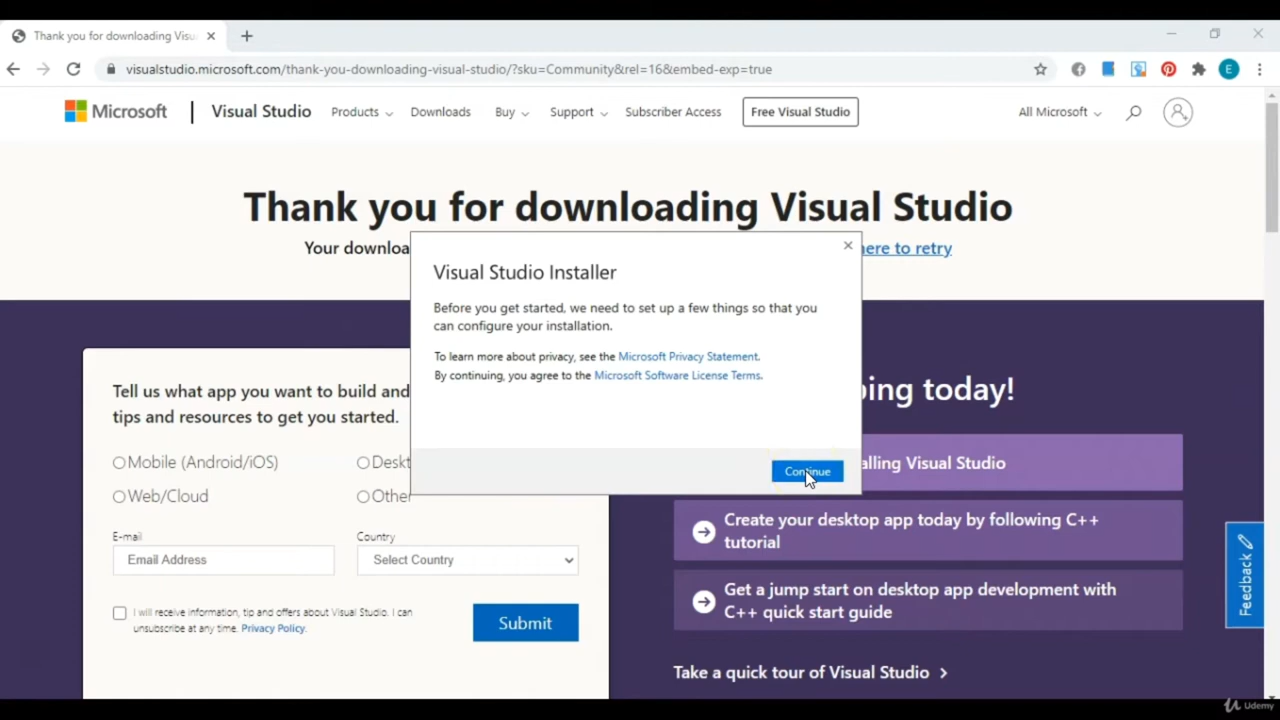 Thank you for downloading Visu
visualstudio.microsoft.com/thank-you-downloading-visual-studio/?sku=Community&rel=16&embed-exp=true
E
Microsoft
Visual Studio
Products
Downloads
Buy
Support
Subscriber Access
Free Visual Studio
All Microsoft
Thank you for downloading Visual Studio
Your downloa
here to retry
Visual Studio Installer
Before you get started, we need to set up a few things so that you
can configure your installation.
To learn more about privacy, see the Microsoft Privacy Statement.
By continuing, you agree to the Microsoft Software License Terms.
Continue
Tell us what app you want to build and
tips and resources to get you started.
Mobile (Android/iOS)
Deskt
Web/Cloud
Other
E-mail
Country
Email Address
Select Country
I will receive information, tip and offers about Visual Studio. I can
unsubscribe at any time. Privacy Policy.
Submit
ping today!
alling Visual Studio
Create your desktop app today by following C++
tutorial
Get a jump start on desktop app development with
C++ quick start guide
Take a quick tour of Visual Studio
Feedback
Udemy